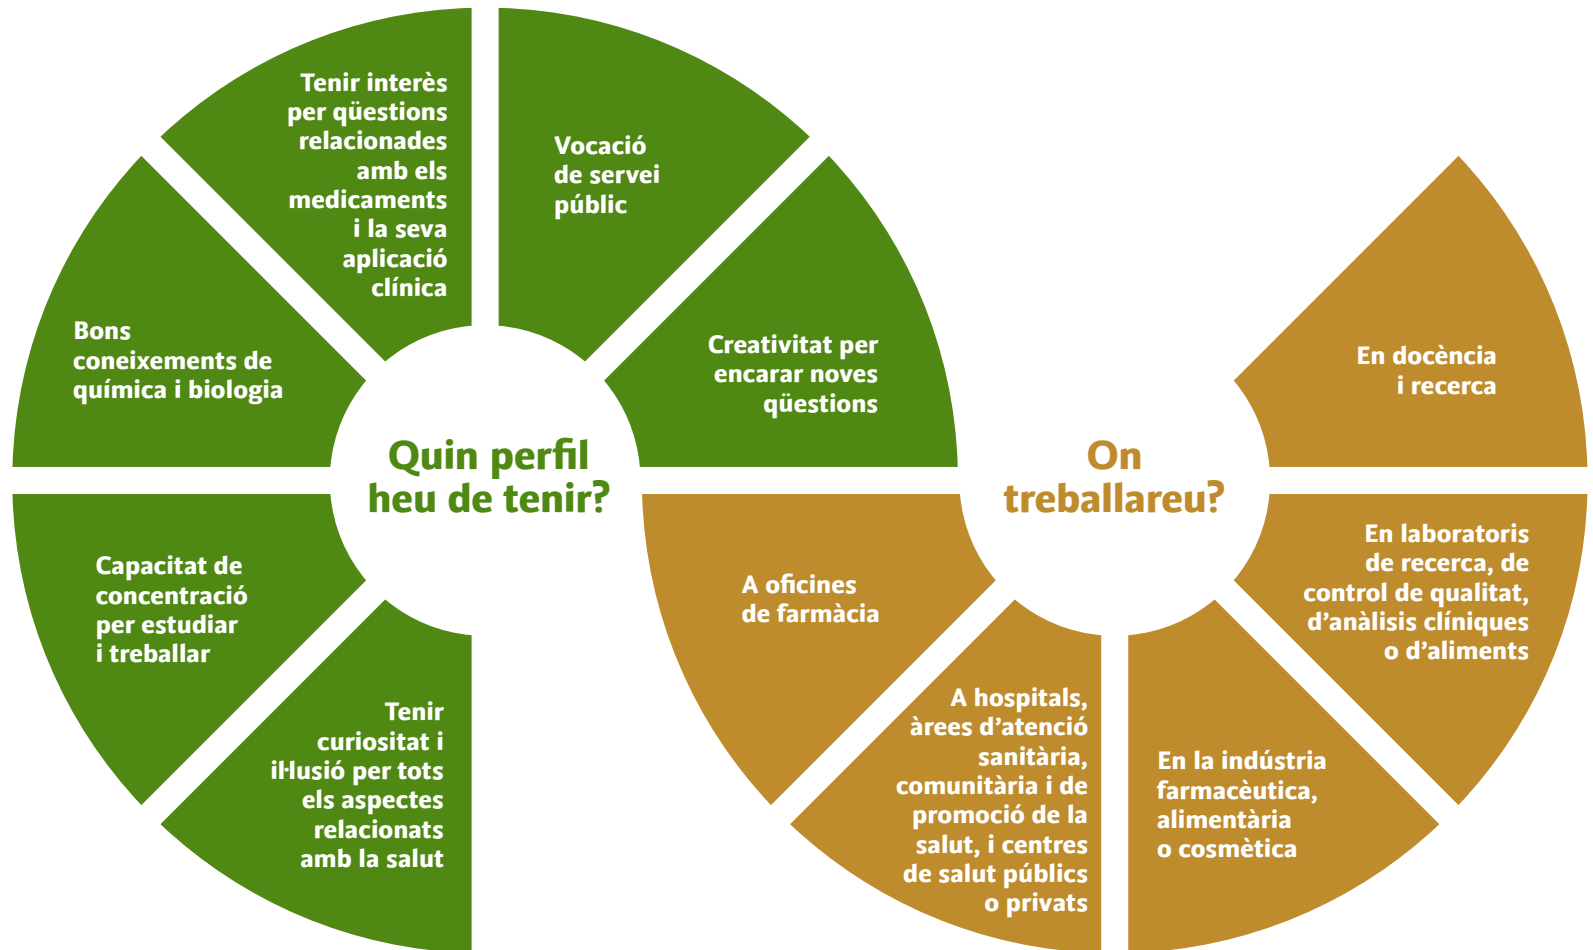 Quin perfil
heu de tenir?
Tenir
curiositat i
il·lusió per tots
els aspectes
relacionats
amb la salut
Capacitat de
concentració
per estudiar
i treballar
Bons
coneixements de
química i biologia
Tenir interès
per qüestions
relacionades
amb els
medicaments
i la seva
aplicació
clínica
Vocació
de servei
públic
Creativitat per
encarar noves
qüestions
On
treballareu?
A oficines
de farmàcia
A hospitals,
àrees d’atenció
sanitària,
comunitària i de
promoció de la
salut, i centres
de salut públics
o privats
En la indústria
farmacèutica,
alimentària
o cosmètica
En laboratoris
de recerca, de
control de qualitat,
d’anàlisis clíniques
o d’aliments
En docència
i recerca